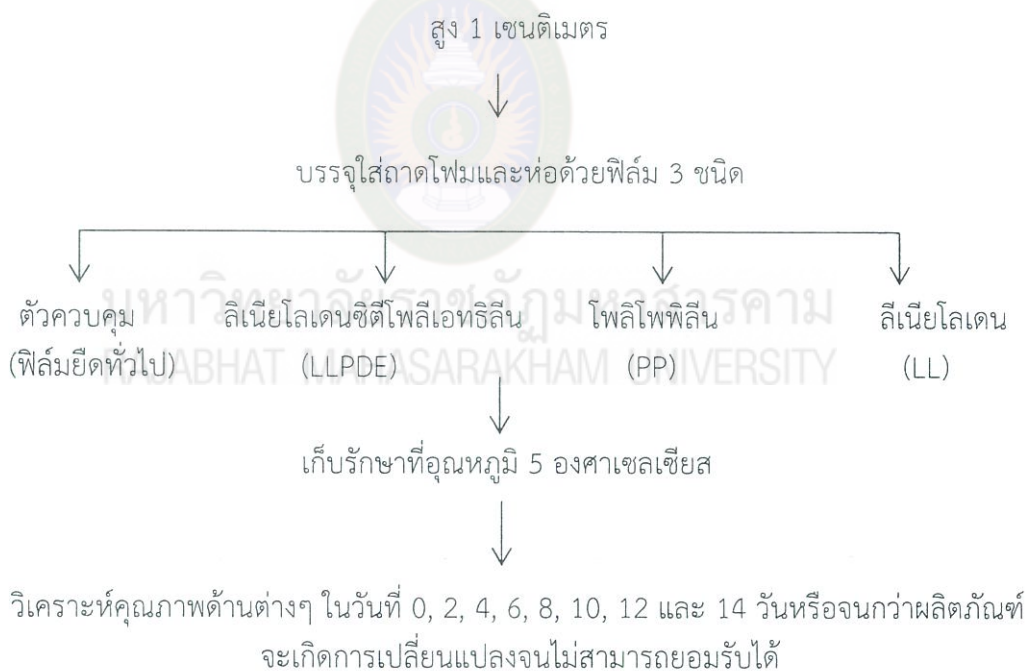 สูง 1 เซนติเมตร
บรรจุใส่ถาดโฟมและห่อด้วยฟิล์ม 3 ชนิด
ตัวควบคุม
(ฟิล์มยืดทั่วไป)
ลิเนียโลเดนซิตีโพลีเอทธิลีน
(LLPDE)
โพลิโพพิลีน
(PP)
ลีเนียโลเดน
(LL)
มหาวิทยาลัยราชภัฏมหาสารคาม
RAJABHAT MAHASARAKHAM UNIVERSITY
เก็บรักษาที่อุณหภูมิ 5 องศาเซลเซียส
วิเคราะห์คุณภาพด้านต่างๆ ในวันที่ 0, 2, 4, 6, 8, 10, 12 และ 14 วันหรือจนกว่าผลิตภัณฑ์
จะเกิดการเปลี่ยนแปลงจนไม่สามารถยอมรับได้